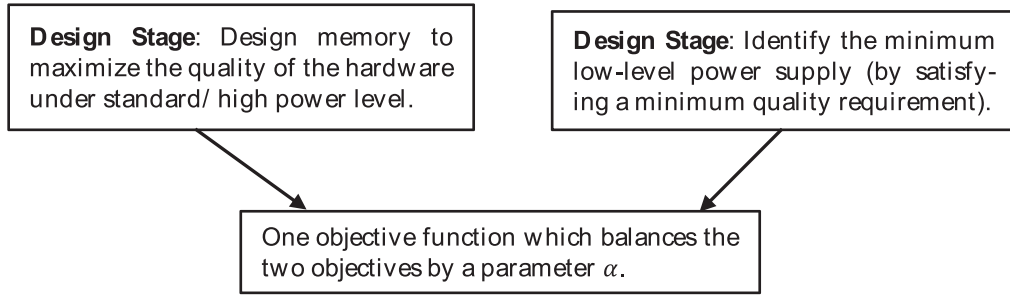 Design Stage: Design memory to
maximize the quality of the hardware
under standard/ high power level.
Design Stage: Identify the minimum
low-level power supply (by satisfy-
ing a minimum quality requirement).
One objective function which balances the
two objectives by a parameter α.